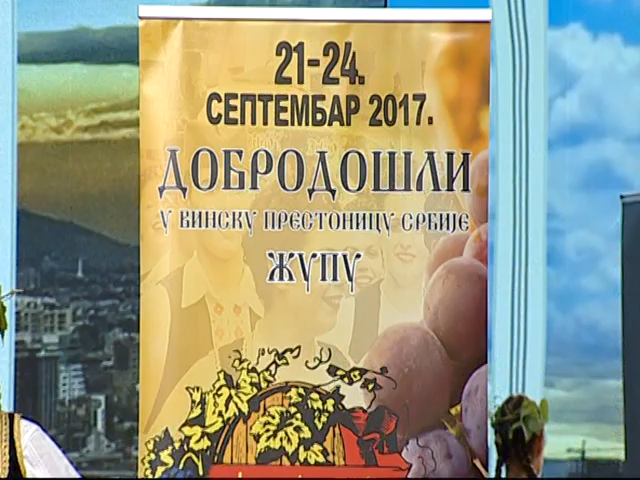 21-24.
СЕПТЕМБАР 2017.
ДОБРОДОШЛИ
У ВИНСКУ ПРЕСТОНИЦУ СРБИЈЕ
ЖУПУ